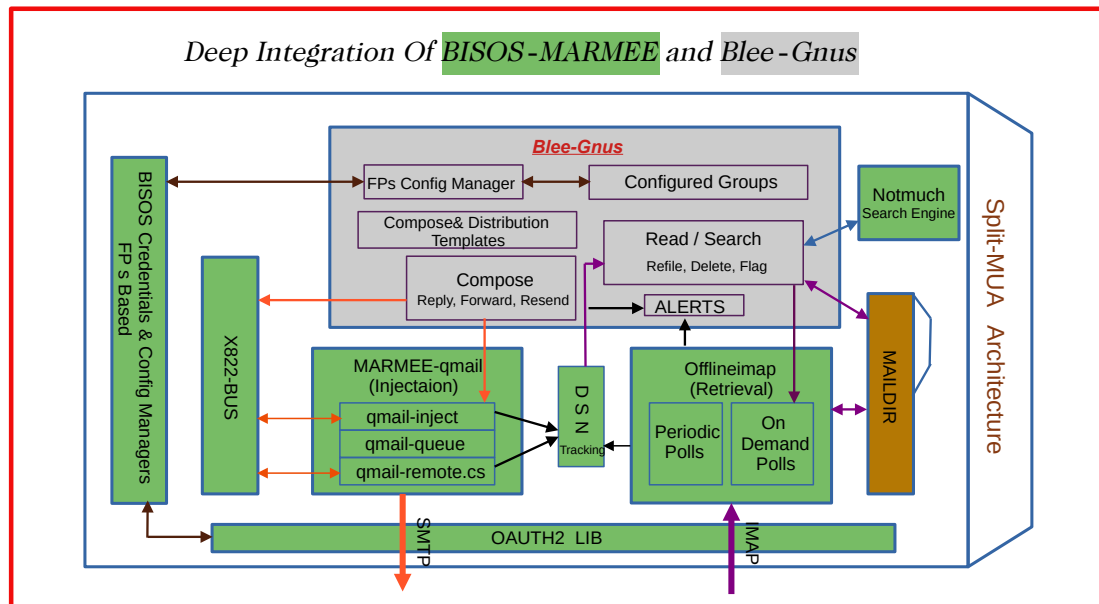 Deep Integration Of BISOS-MARMEE and Blee-Gnus
Blee-Gnus
FPs Config Manager
Configured Groups
Compose& Distribution
Templates
Read / Search
Refile, Delete, Flag
Compose
Reply, Forward, Resend
ALERTS
Notmuch
Search Engine
BISOS Credentials & Config Managers
FP s Based
X822-BUS
MARMEE-qmail
(Injectaion)
qmail-inject
qmail-queue
qmail-remote.cs
D S N
Tracking
Offlineimap
(Retrieval)
Periodic
Polls
On
Demand
Polls
MAILDIR
Split-MUA Architecture
OAUTH2 LIB
SMTP
IMAP